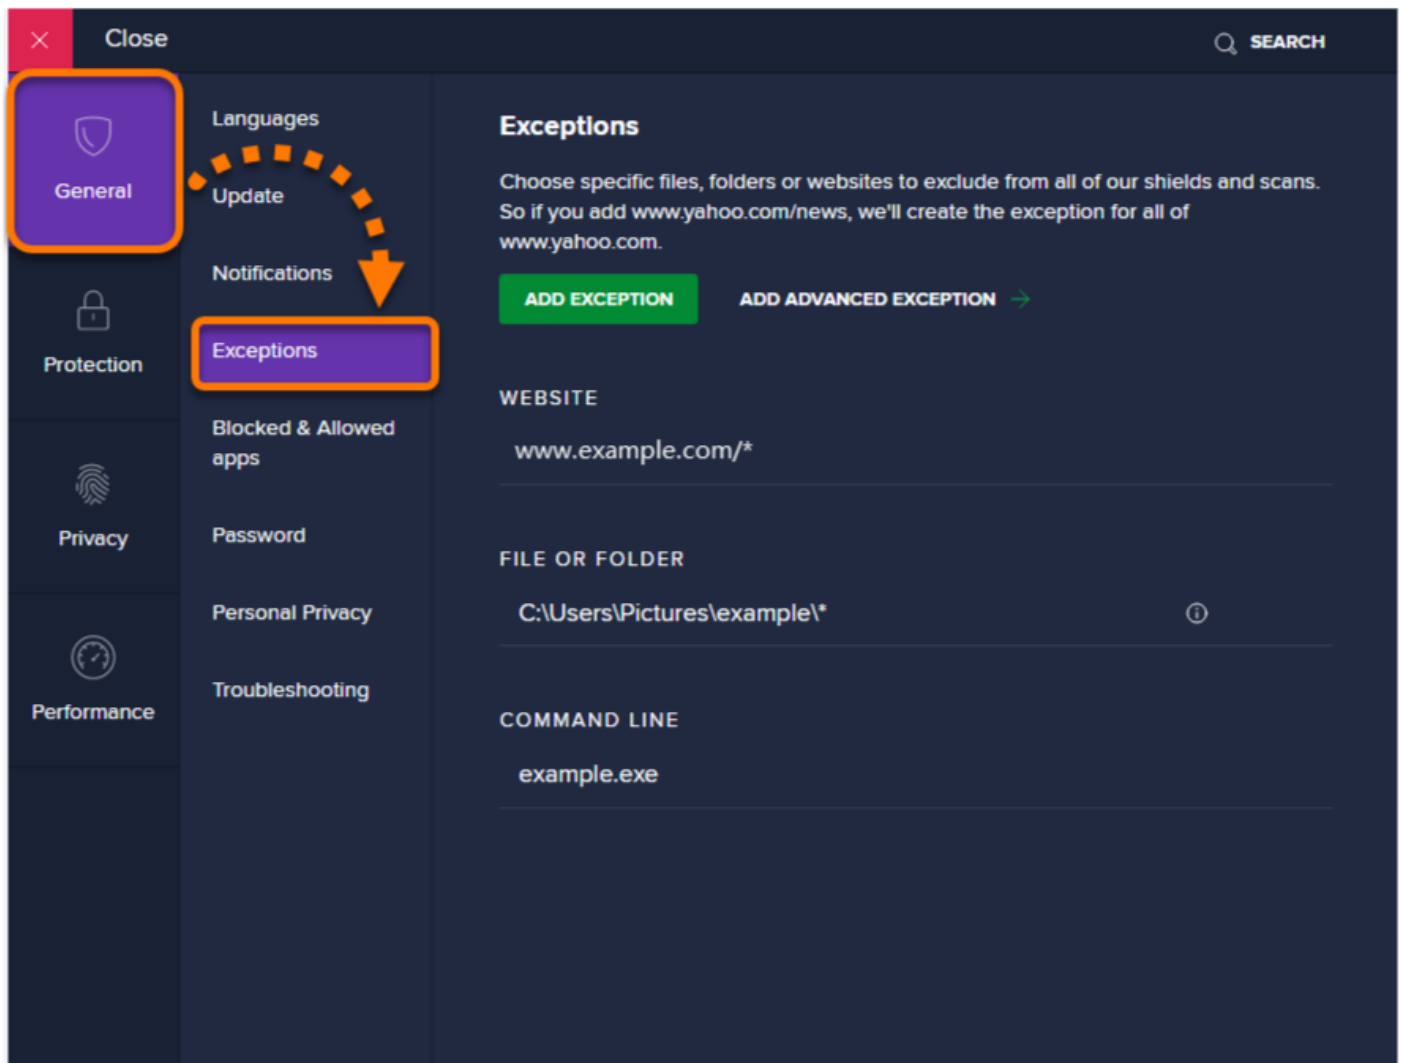 Close
SEARCH
General
Protection
Privacy
Performance
Languages
Update
Notifications
Exceptions
Blocked & Allowed
apps
Password
Personal Privacy
Troubleshooting
Exceptions
Choose specific files, folders or websites to exclude from all of our shields and scans.
So if you add www.yahoo.com/news, we'll create the exception for all of
www.yahoo.com.
ADD EXCEPTION
ADD ADVANCED EXCEPTION
WEBSITE
www.example.com/*
FILE OR FOLDER
C:\Users\Pictures\example\*
COMMAND LINE
example.exe